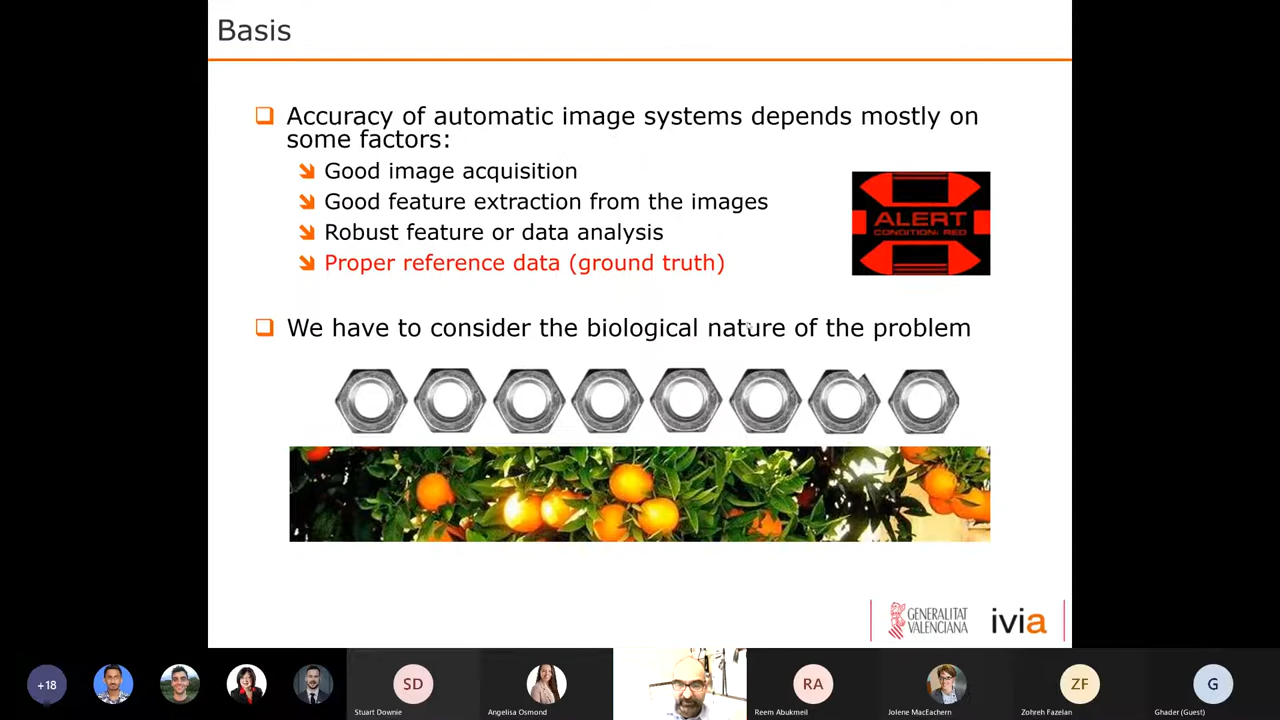 Basis
Accuracy of automatic image systems depends mostly on
some factors:
Good image acquisition
Good feature extraction from the images
Robust feature or data analysis
Proper reference data (ground truth)
ALERT
CONDITION: RED
We have to consider the biological nature of the problem
GENERALITAT
VALENCIANA
ivia
+18
SD
RA
ZF
G
Stuart Downie
Angelisa Osmond
Reem Abukmeil
Jolene MacEachern
Zohreh Fazelan
Ghader (Guest)